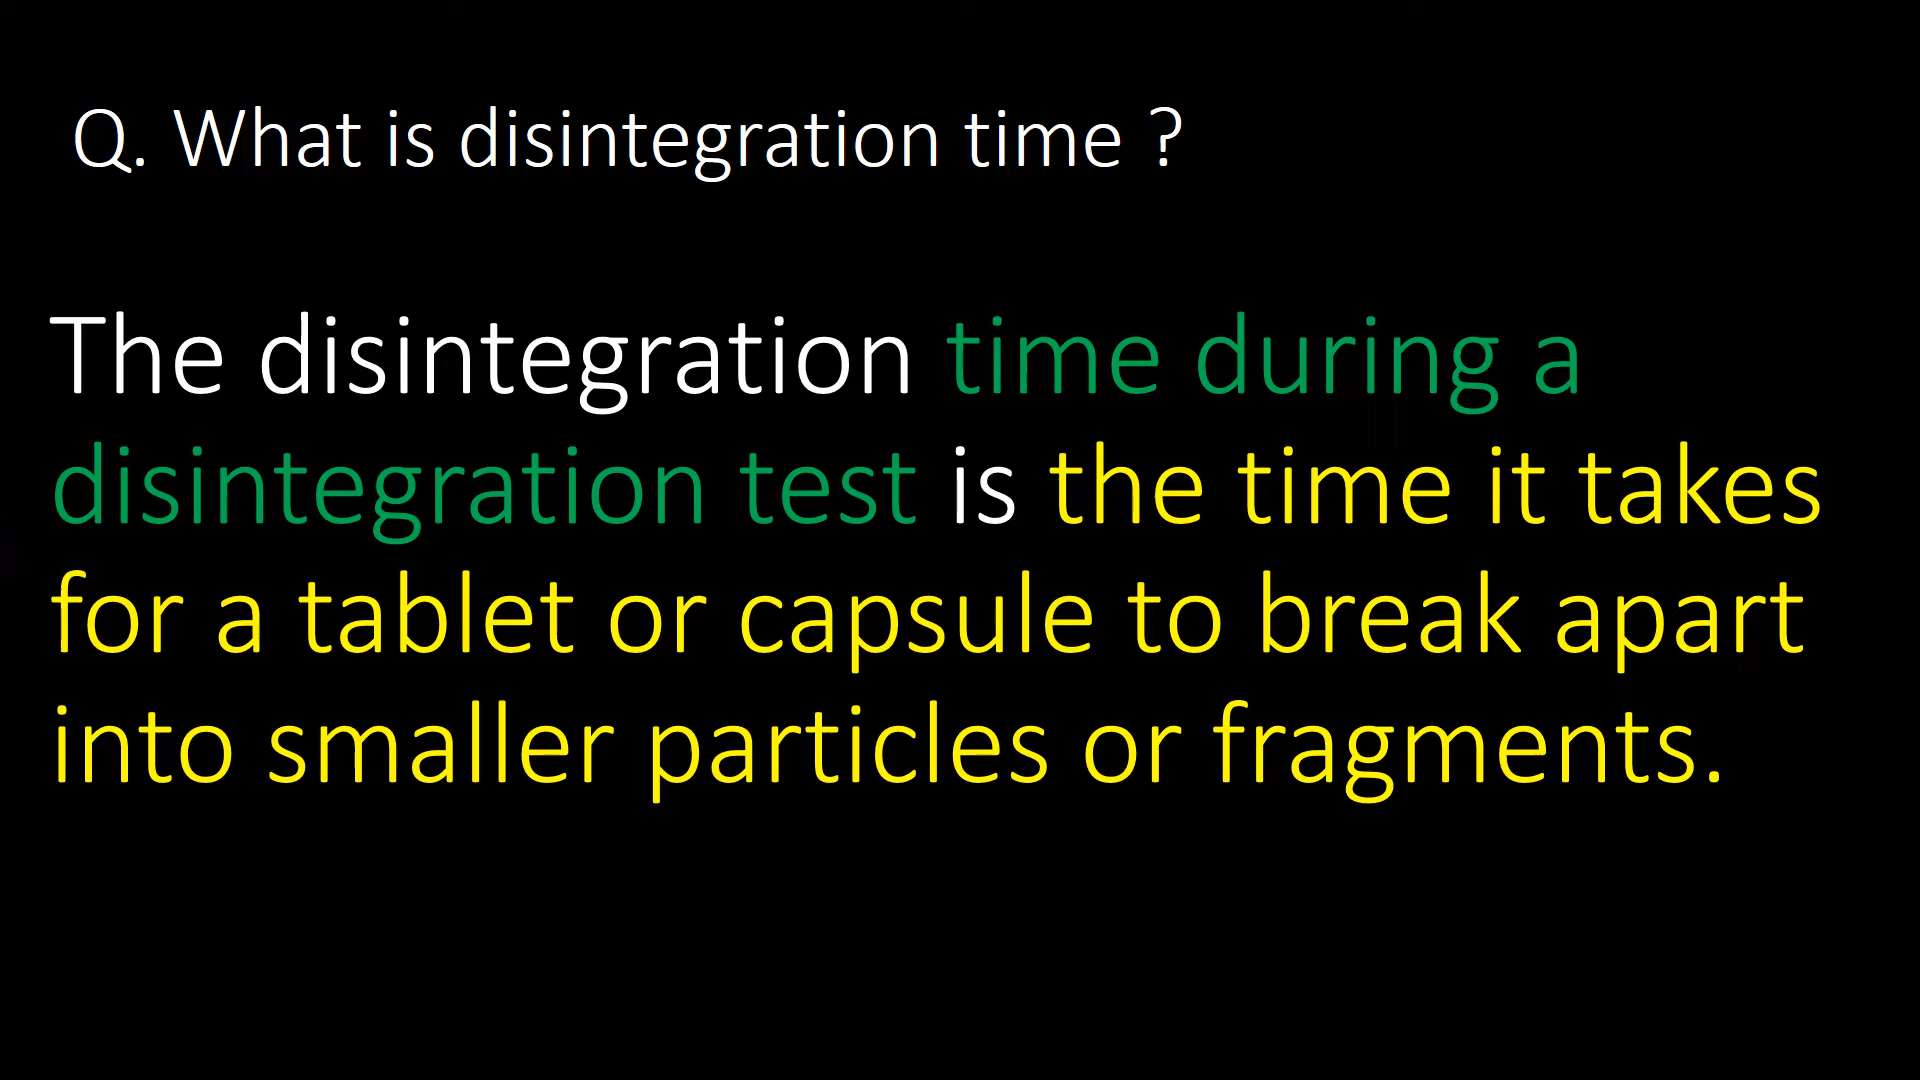 Q. What is disintegration time ?
The disintegration time during a
disintegration test is the time it takes
for a tablet or capsule to break apart
into smaller particles or fragments.